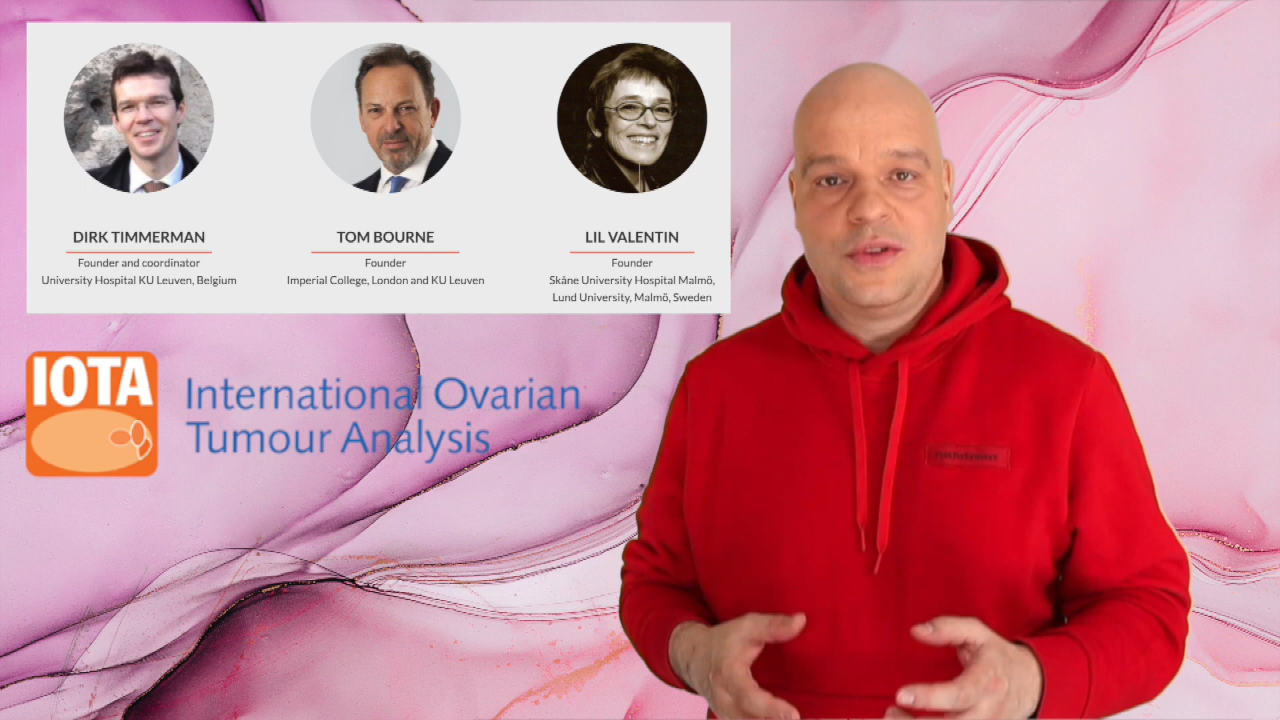 DIRK TIMMERMAN
Founder and coordinator
University Hospital KU Leuven, Belgium
TOM BOURNE
Founder
Imperial College, London and KU Leuven
LIL VALENTIN
Founder
Skåne University Hospital Malmö,
Lund University, Malmö, Sweden
IOTA
International Ovarian
Tumour Analysis